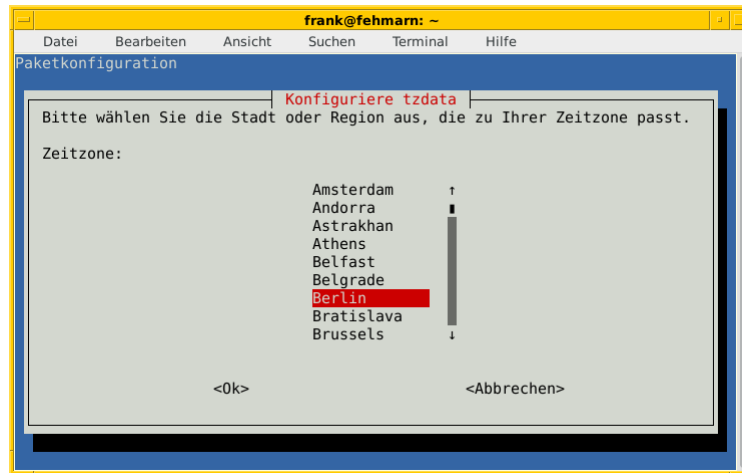 frank@fehmarn: ~
Datei Bearbeiten Ansicht Suchen Terminal Hilfe
Paketkonfiguration
Konfiguriere tzdata
Bitte wählen Sie die Stadt oder Region aus, die zu Ihrer Zeitzone passt.
Zeitzone:
Amsterdam
Andorra
Astrakhan
Athens
Belfast
Belgrade
Berlin
Bratislava
Brussels
<Ok> <Abbrechen>